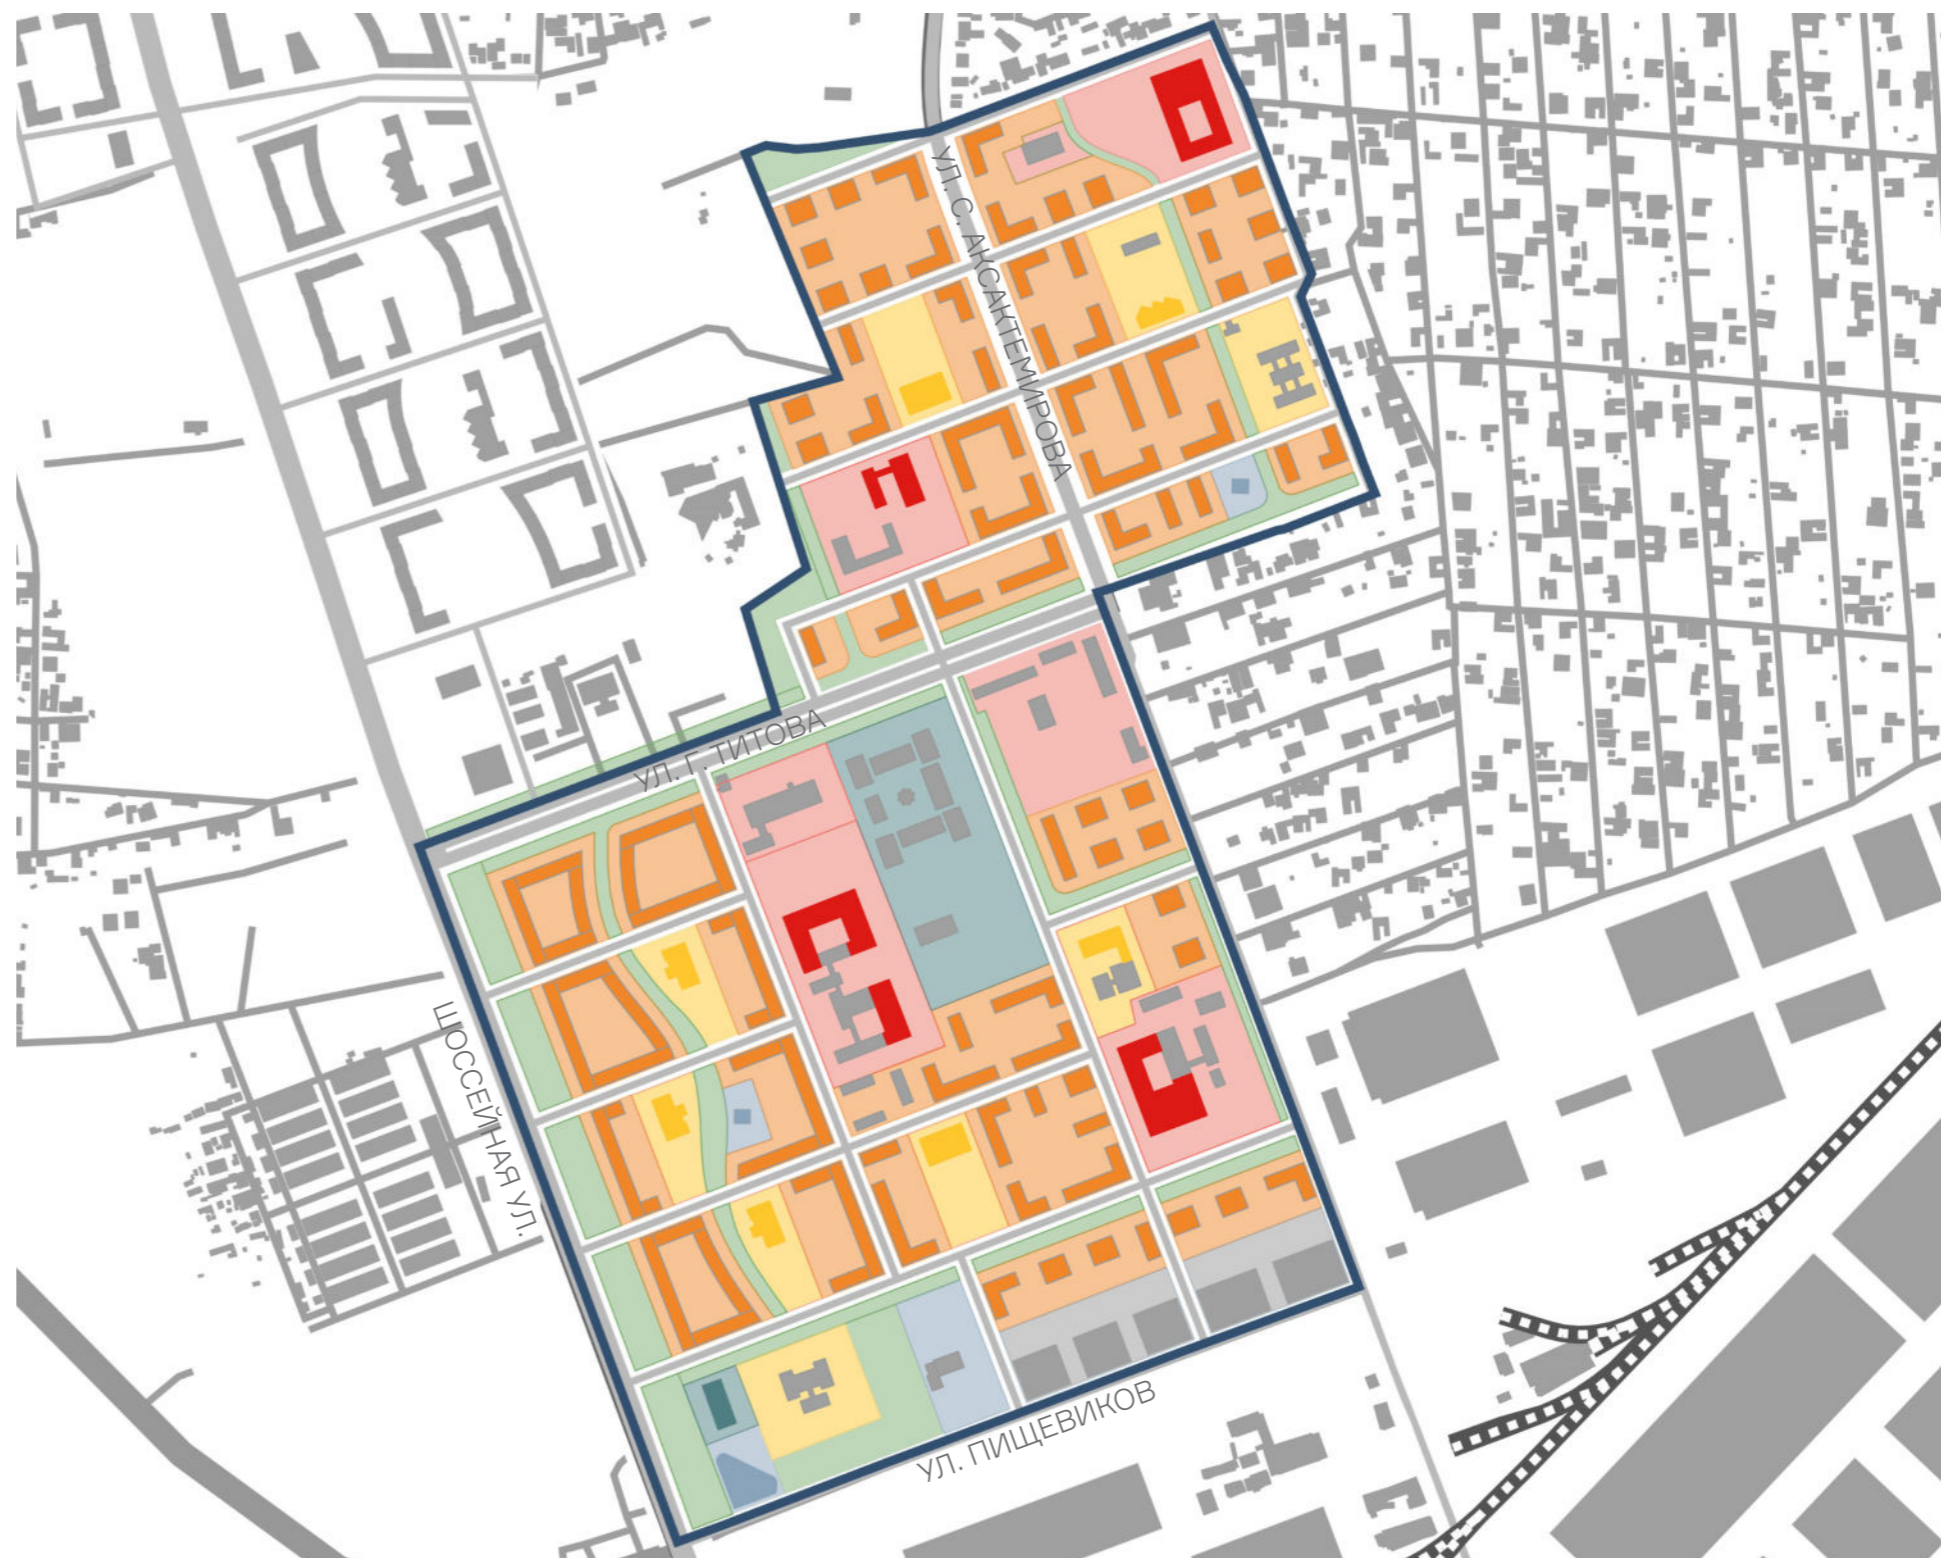 УЛ. С. АКСАКТЕМИРОВА
УЛ. Г. ТИТОВА
ШОССЕЙНАЯ УЛ.
УЛ. ПИЩЕВИКОВ